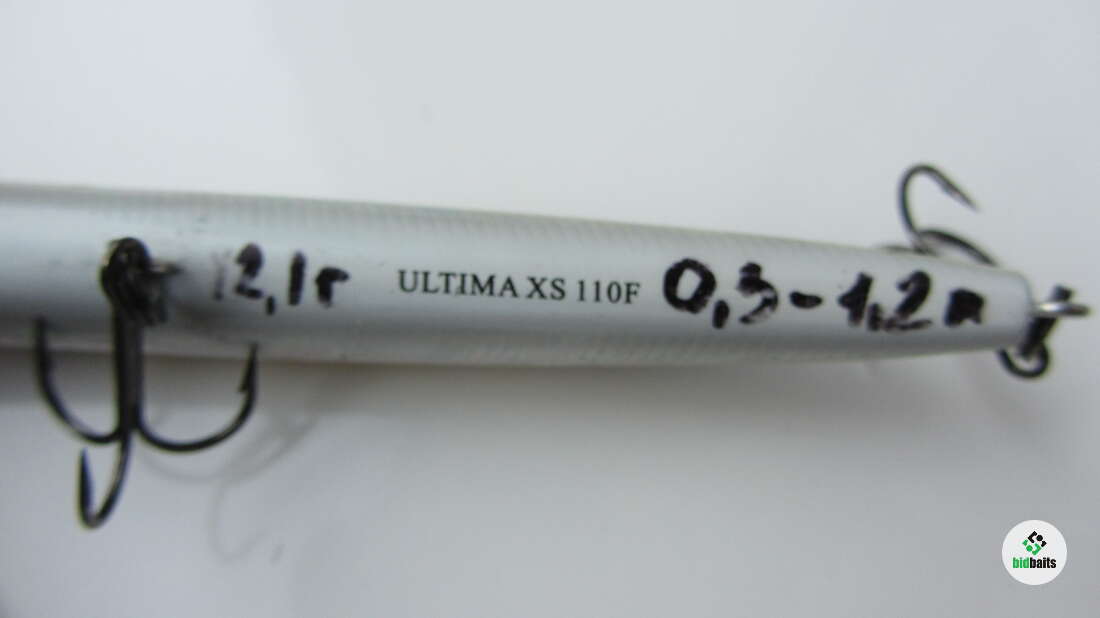 12,1г ULTIMA XS 110F 0,3-1,2м
bidbaits